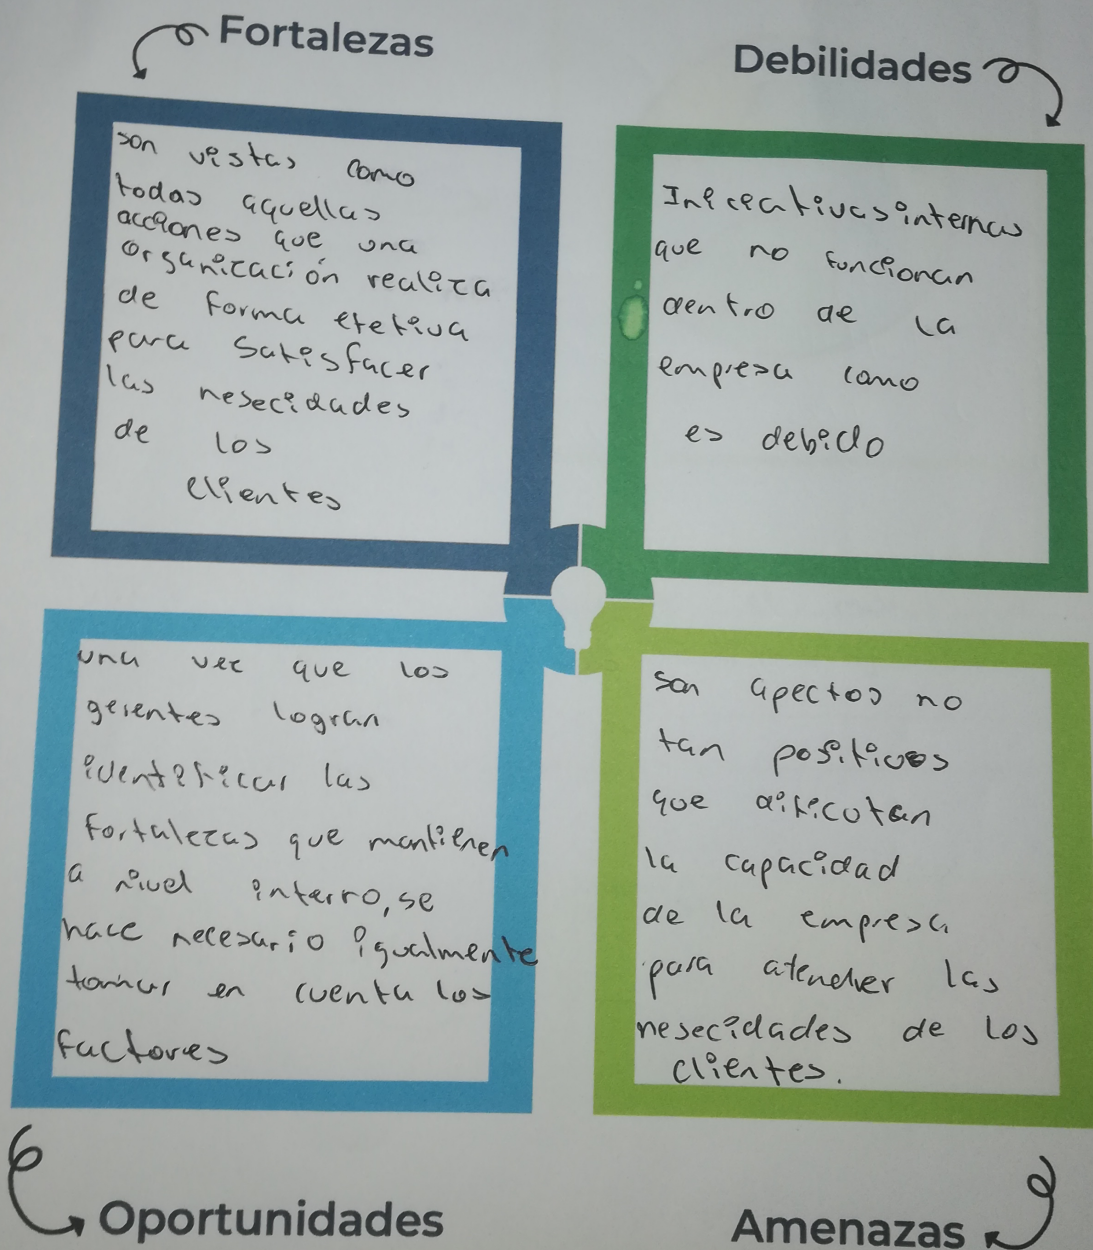 Fortalezas
son vistas como
todas aquellas
acciones que una
organización realiza
de forma efetiva
para satisfacer
las nesecidades
de los
clientes
Debilidades
Iniciativas internas
que no funcionan
dentro de la
empresa como
es debido
una vez que los
gerentes logran
identificar las
fortalezas que mantienen
a nivel interno, se
hace necesario igualmente
tomar en cuenta los
factores
Oportunidades
son apectos no
tan positivos
que dificutan
la capacidad
de la empresa
para atender las
nesecidades de los
clientes.
Amenazas